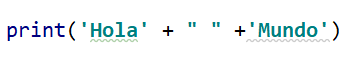 print('Hola' + " " +'Mundo')